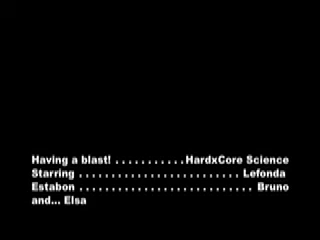 Having a blast! . . . . . . . . . . . HardxCore Science
Starring . . . . . . . . . . . . . . . . . . . . . . . . . Lefonda
Estabon . . . . . . . . . . . . . . . . . . . . . . . . . . . Bruno
and... Elsa